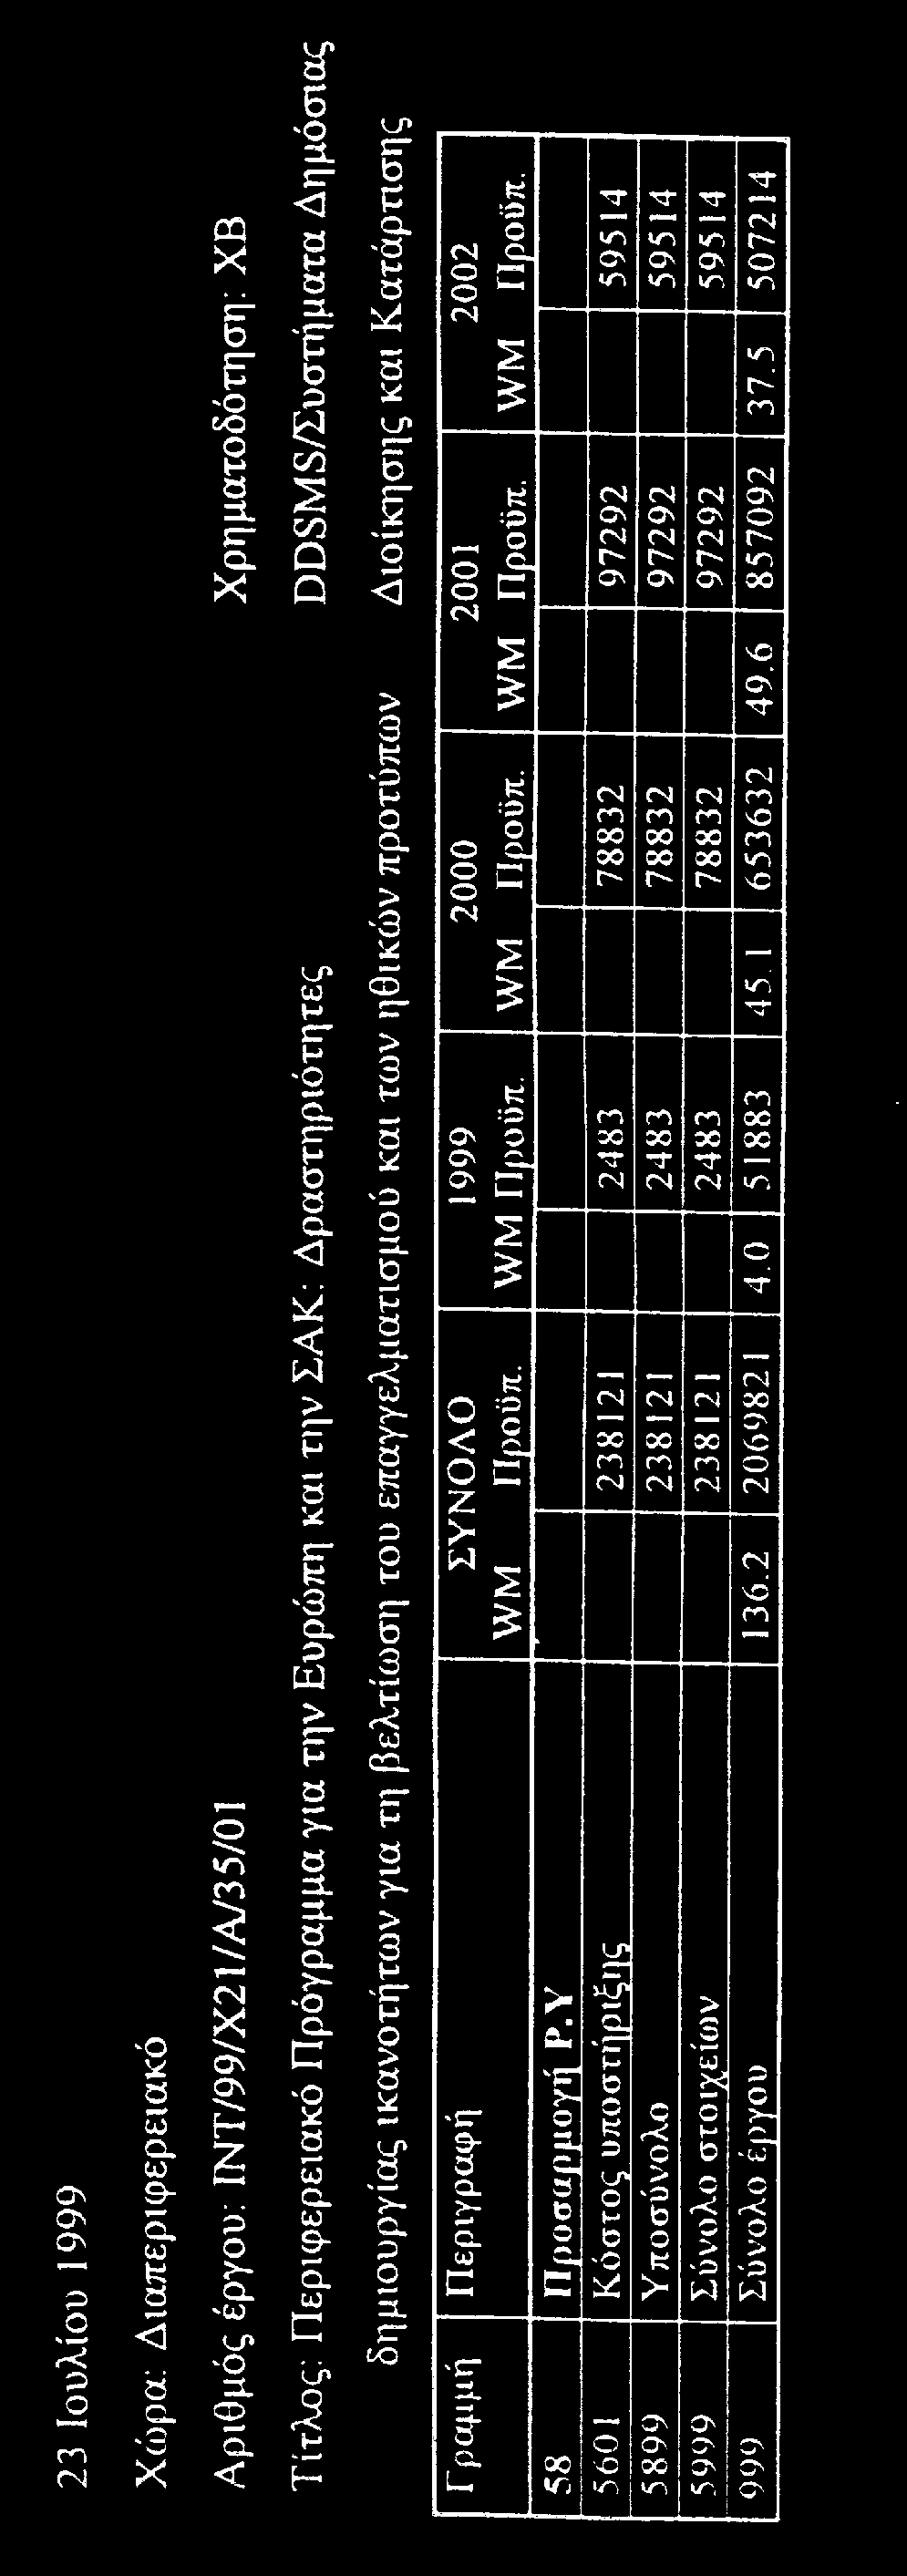 23 Ιουλίου 1999
Χώρα: Διαπεριφερειακό
Αριθμός έργου: INT/99/X21/A/35/01 Χρηματοδότηση: XB
Τίτλος: Περιφερειακό Πρόγραμμα για την Ευρώπη και την ΣΑΚ: Δραστηριότητες DDSMS/Συστήματα Δημόσιας
δημιουργίας ικανοτήτων για τη βελτίωση του επαγγελματισμού και των ηθικών προτύπων Διοίκησης και Κατάρτισης
Γραμμή Περιγραφή ΣΥΝΟΛΟ 1999 2000 2001 2002
WM Προϋπ. WM Προϋπ. WM Προϋπ. WM Προϋπ. WM Προϋπ.
58 Προσαρμογή Ρ.Υ
5601 Κόστος υποστήριξης 238121 2483 78832 97292 59514
5899 Υποσύνολο 238121 2483 78832 97292 59514
5999 Σύνολο στοιχείων 238121 2483 78832 97292 59514
999 Σύνολο έργου 136.2 2069821 4.0 51883 45.1 653632 49.6 857092 37.5 507214